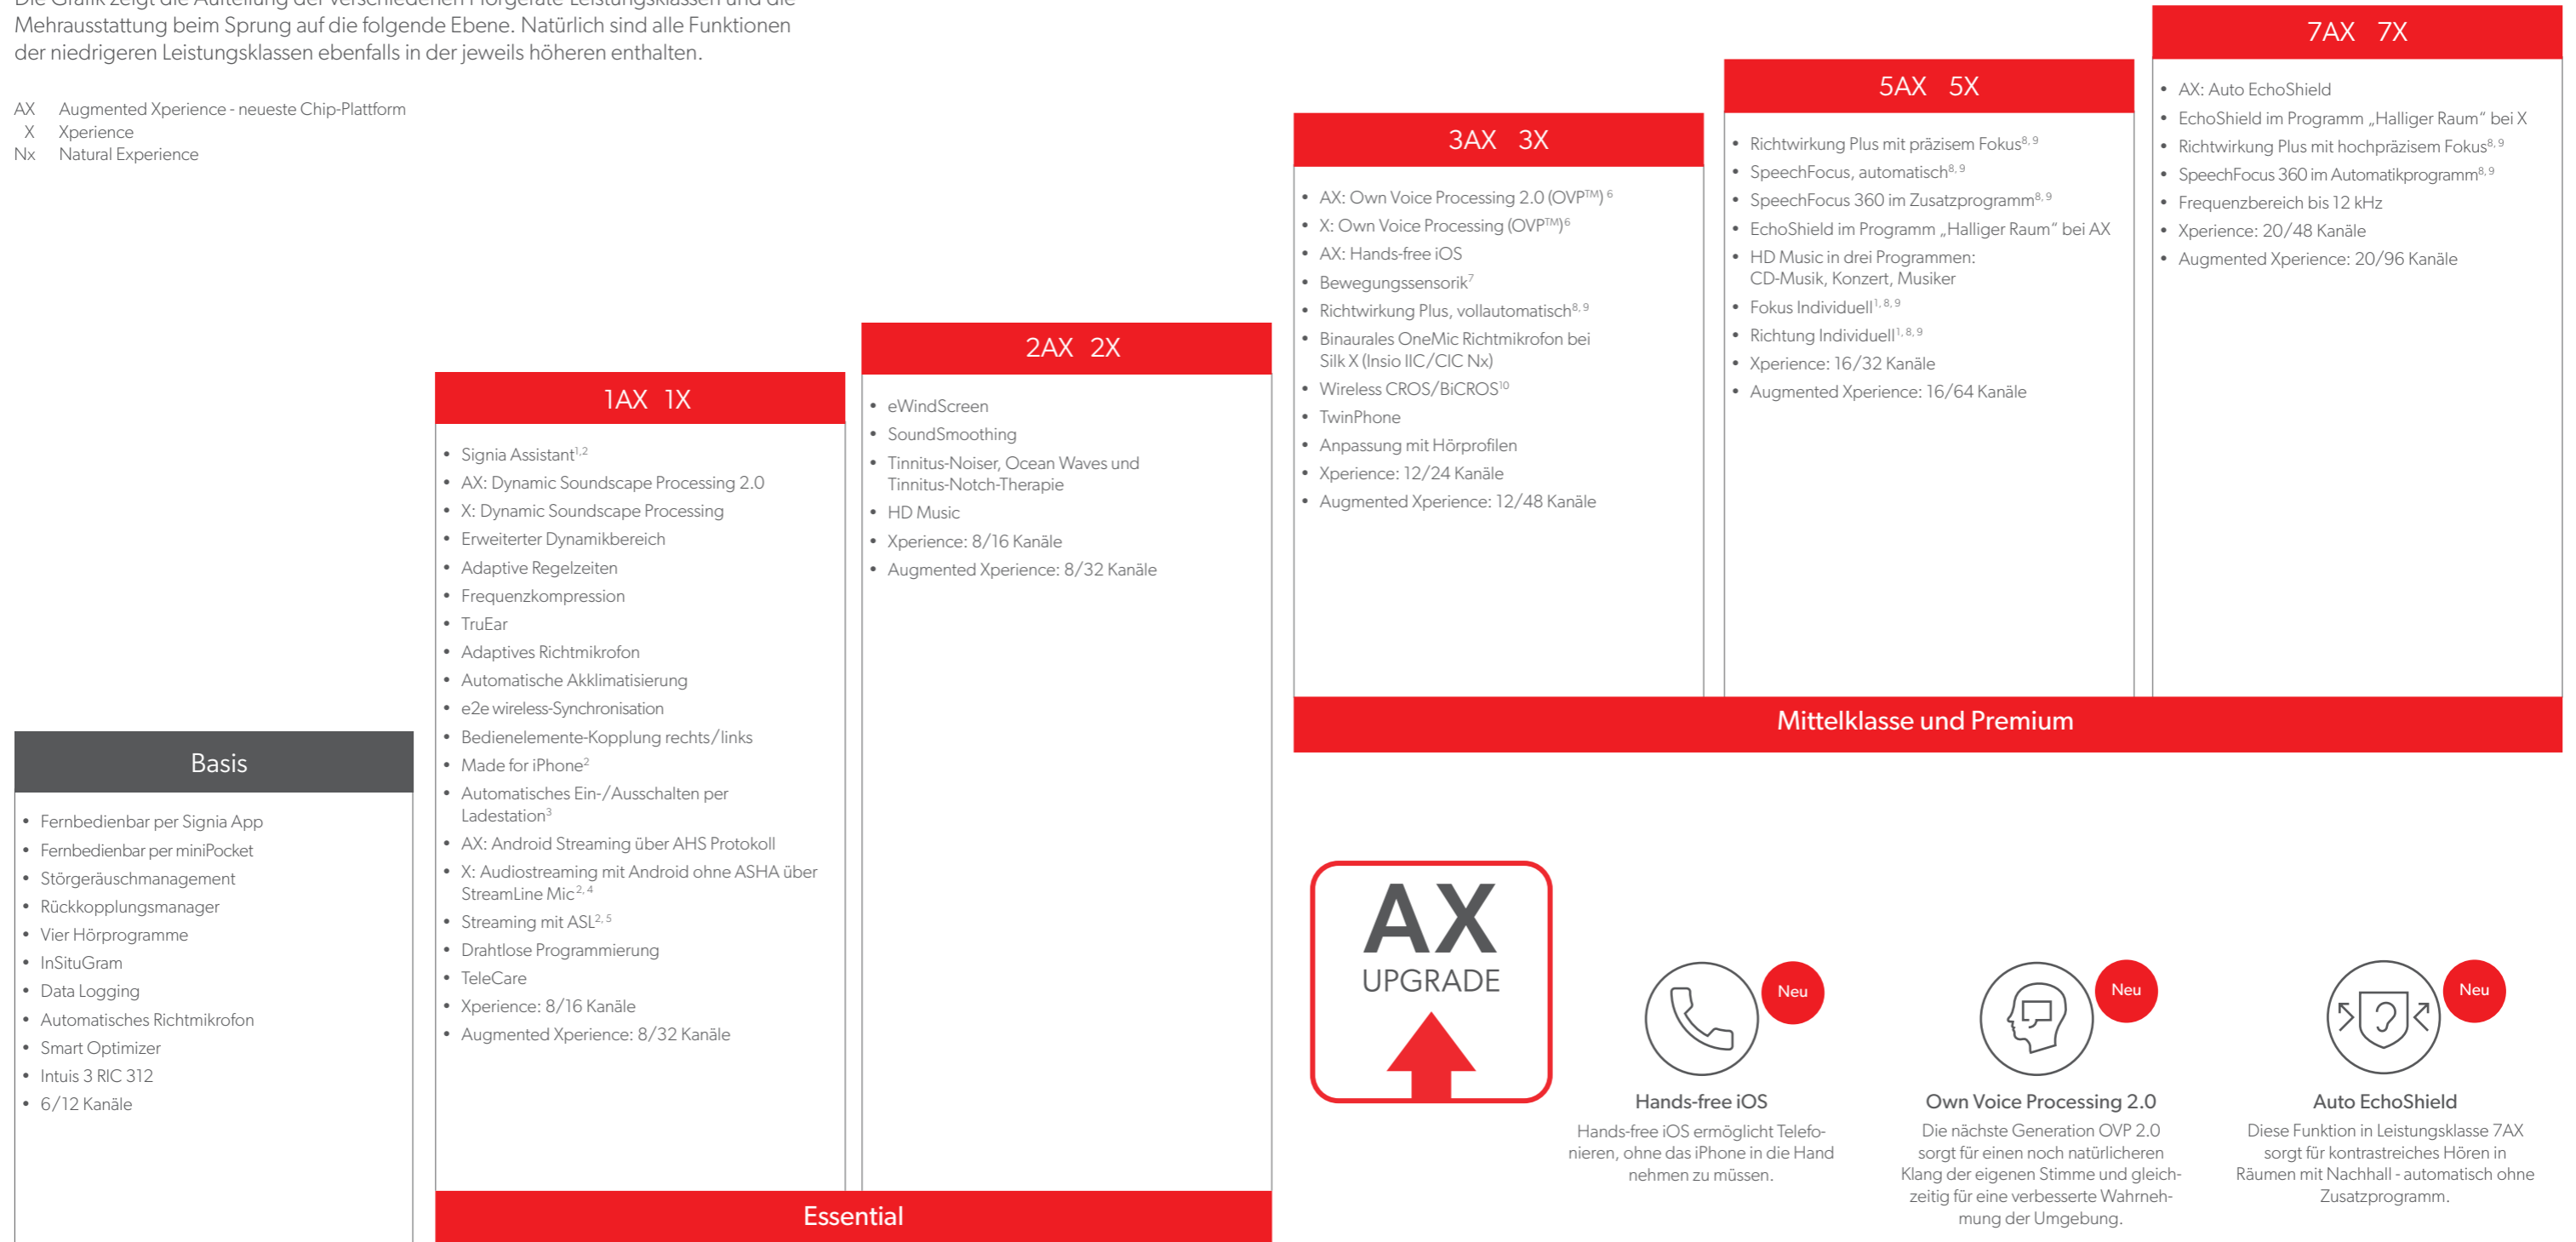 Die Grafik zeigt die Aufteilung der verschiedenen Hörgeräte-Leistungsklassen und die
Mehrausstattung beim Sprung auf die folgende Ebene. Natürlich sind alle Funktionen
der niedrigeren Leistungsklassen ebenfalls in der jeweils höheren enthalten.
AX Augmented Xperience - neueste Chip-Plattform
X Xperience
Nx Natural Experience
Basis
• Fernbedienbar per Signia App
• Fernbedienbar per miniPocket
• Störgeräuschmanagement
• Rückkopplungsmanager
• Vier Hörprogramme
• InSituGram
• Data Logging
• Automatisches Richtmikrofon
• Smart Optimizer
• Intuis 3 RIC 312
• 6/12 Kanäle
1AX 1X
• Signia Assistant1,2
• AX: Dynamic Soundscape Processing 2.0
• X: Dynamic Soundscape Processing
• Erweiterter Dynamikbereich
• Adaptive Regelzeiten
• Frequenzkompression
• TruEar
• Adaptives Richtmikrofon
• Automatische Akklimatisierung
• e2e wireless-Synchronisation
• Bedienelemente-Kopplung rechts/links
• Made for iPhone2
• Automatisches Ein-/Ausschalten per
Ladestation3
• AX: Android Streaming über AHS Protokoll
• X: Audiostreaming mit Android ohne ASHA über
StreamLine Mic2, 4
• Streaming mit ASL2, 5
• Drahtlose Programmierung
• TeleCare
• Xperience: 8/16 Kanäle
• Augmented Xperience: 8/32 Kanäle
2AX 2X
• eWindScreen
• SoundSmoothing
• Tinnitus-Noiser, Ocean Waves und
Tinnitus-Notch-Therapie
• HD Music
• Xperience: 8/16 Kanäle
• Augmented Xperience: 8/32 Kanäle
Essential
3AX 3X
• AX: Own Voice Processing 2.0 (OVP™) 6
• X: Own Voice Processing (OVP™)6
• AX: Hands-free iOS
• Bewegungssensorik7
• Richtwirkung Plus, vollautomatisch8, 9
• Binaurales OneMic Richtmikrofon bei
Silk X (Insio IIC/CIC Nx)
• Wireless CROS/BiCROS10
• TwinPhone
• Anpassung mit Hörprofilen
• Xperience: 12/24 Kanäle
• Augmented Xperience: 12/48 Kanäle
5AX 5X
• Richtwirkung Plus mit präzisem Fokus8, 9
• SpeechFocus, automatisch8, 9
• SpeechFocus 360 im Zusatzprogramm8, 9
• EchoShield im Programm „Halliger Raum“ bei AX
• HD Music in drei Programmen:
CD-Musik, Konzert, Musiker
• Fokus Individuell1, 8, 9
• Richtung Individuell1, 8, 9
• Xperience: 16/32 Kanäle
• Augmented Xperience: 16/64 Kanäle
7AX 7X
• AX: Auto EchoShield
• EchoShield im Programm „Halliger Raum“ bei X
• Richtwirkung Plus mit hochpräzisem Fokus8, 9
• SpeechFocus 360 im Automatikprogramm8, 9
• Frequenzbereich bis 12 kHz
• Xperience: 20/48 Kanäle
• Augmented Xperience: 20/96 Kanäle
Mittelklasse und Premium
AX
UPGRADE
Neu
Hands-free iOS
Hands-free iOS ermöglicht Telefo-
nieren, ohne das iPhone in die Hand
nehmen zu müssen.
Neu
Own Voice Processing 2.0
Die nächste Generation OVP 2.0
sorgt für einen noch natürlicheren
Klang der eigenen Stimme und gleich-
zeitig für eine verbesserte Wahrneh-
mung der Umgebung.
Neu
Auto EchoShield
Diese Funktion in Leistungsklasse 7AX
sorgt für kontrastreiches Hören in
Räumen mit Nachhall - automatisch ohne
Zusatzprogramm.